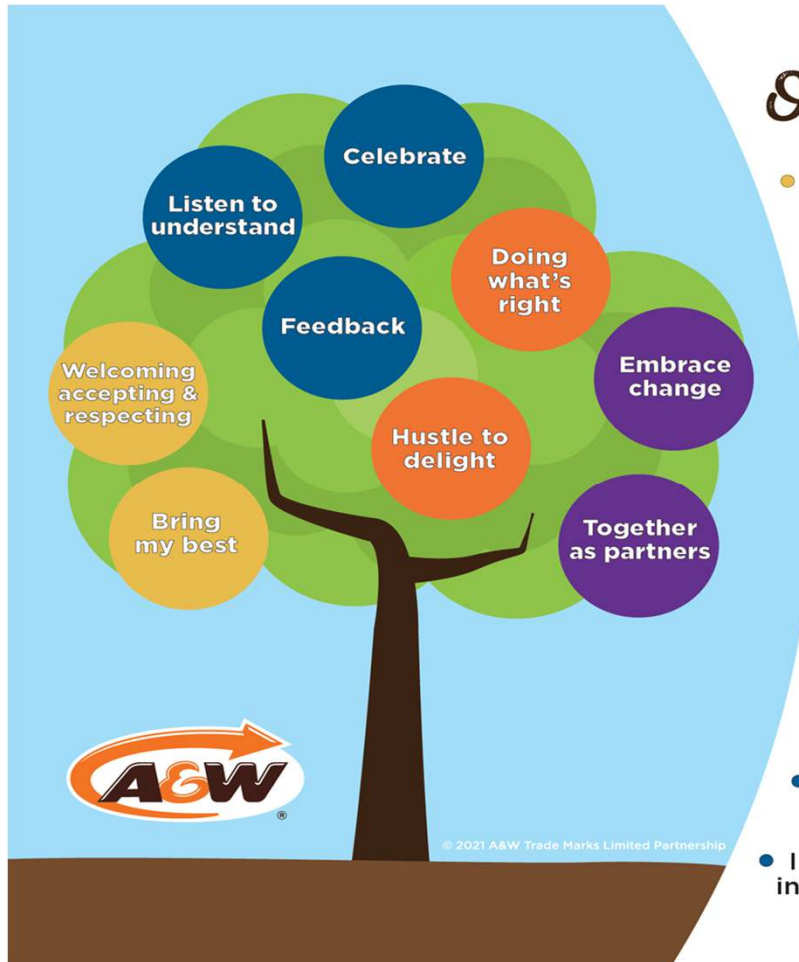 Celebrate
Listen to
understand
Doing
what's
right
Feedback
Embrace
change
Welcoming
accepting &
respecting
Hustle to
delight
Bring
my best
Together
as partners
A&W
®
© 2021 A&W Trade Marks Limited Partnership